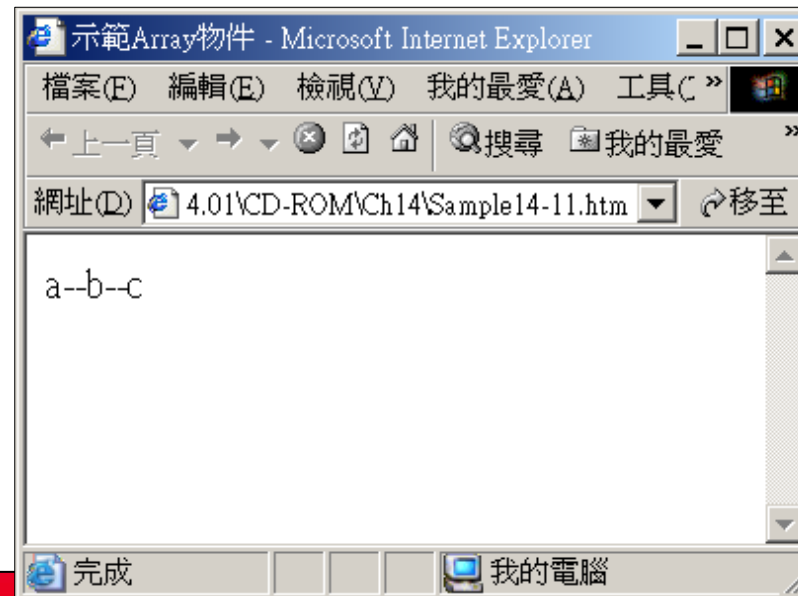 示範Array物件 - Microsoft Internet Explorer
檔案(F) 編輯(E) 檢視(V) 我的最愛(A) 工具( »
上一頁 搜尋 我的最愛 »
網址(D) 4.01\CD-ROM\Ch14\Sample14-11.htm 移至
a--b--c
完成 我的電腦